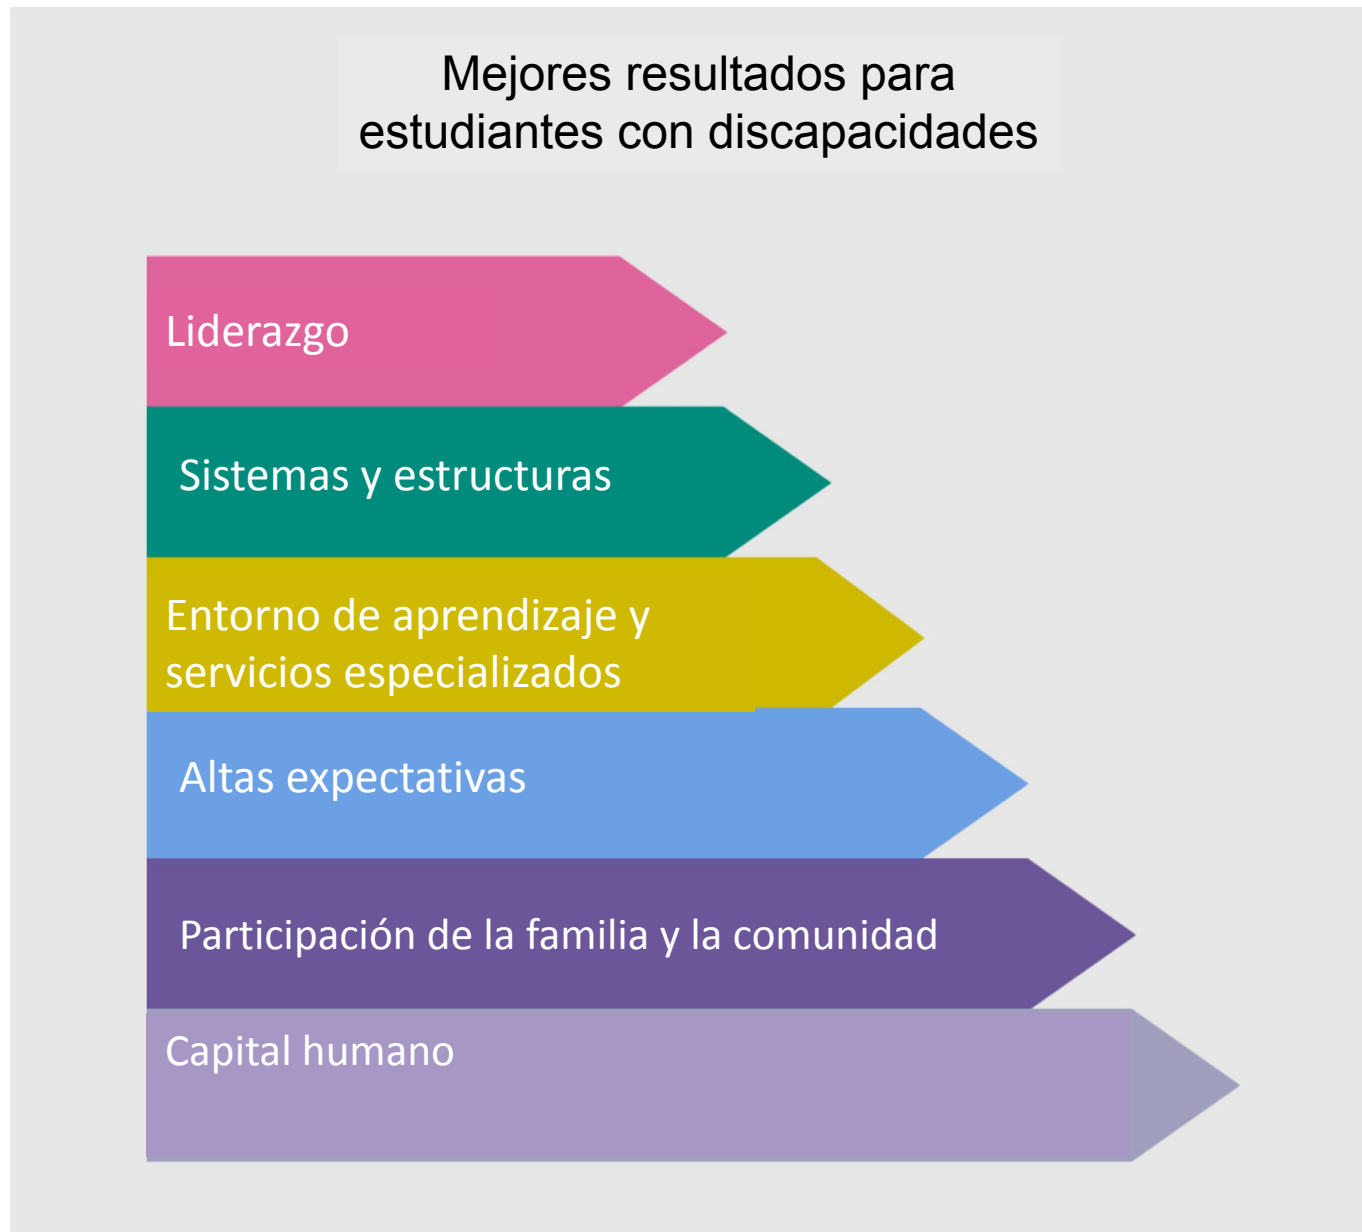 Mejores resultados para
estudiantes con discapacidades
Liderazgo
Sistemas y estructuras
Entorno de aprendizaje y
servicios especializados
Altas expectativas
Participación de la familia y la comunidad
Capital humano